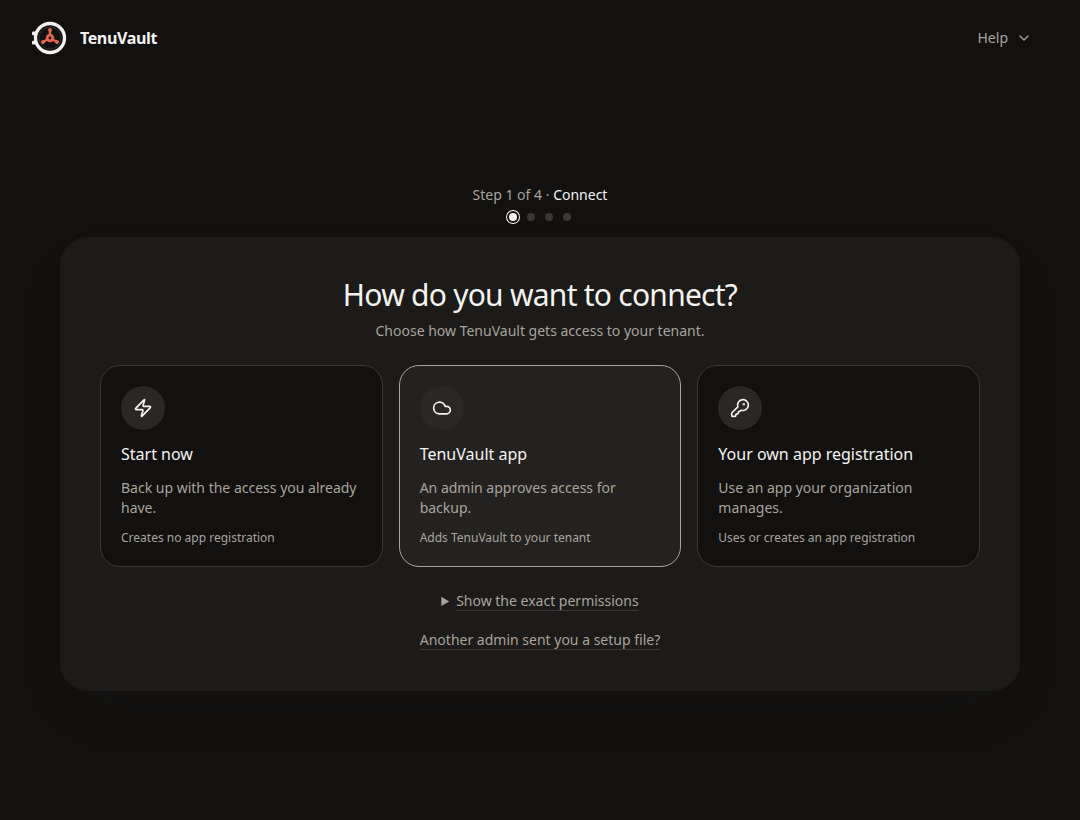 TenuVault
Help
Step 1 of 4 · Connect
How do you want to connect?
Choose how TenuVault gets access to your tenant.
Start now
Back up with the access you already
have.
Creates no app registration
TenuVault app
An admin approves access for
backup.
Adds TenuVault to your tenant
Your own app registration
Use an app your organization
manages.
Uses or creates an app registration
Show the exact permissions
Another admin sent you a setup file?